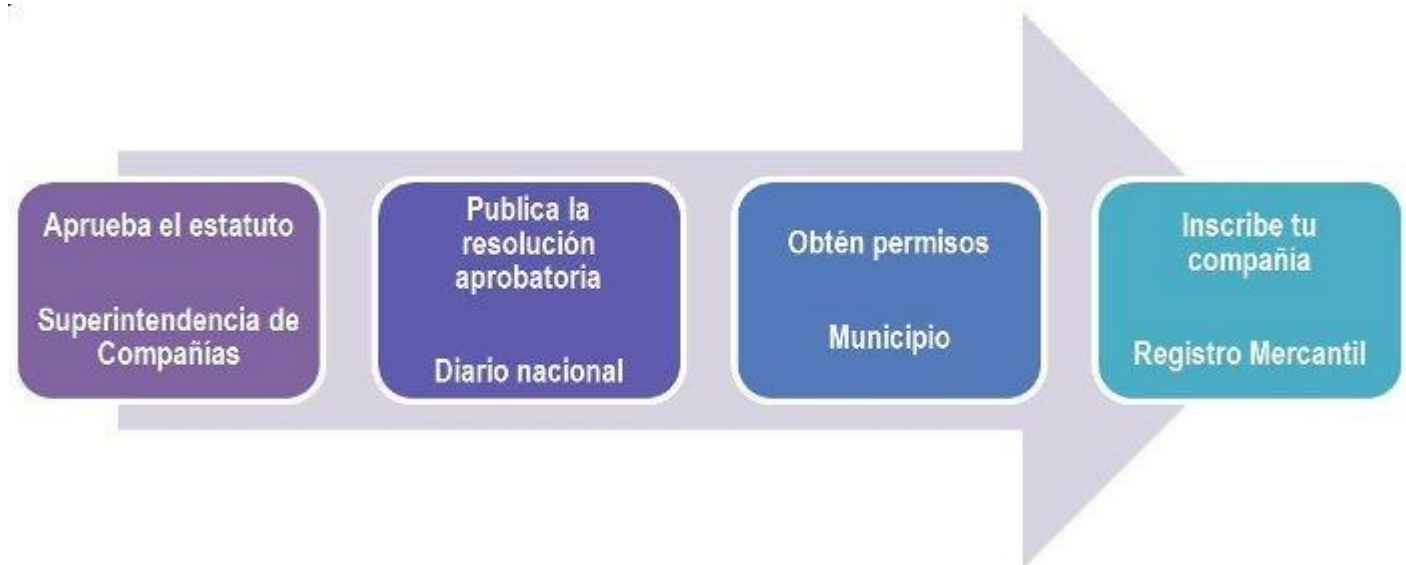 Aprueba el estatuto
Superintendencia de
Compañías
Publica la
resolución
aprobatoria
Diario nacional
Obtén permisos
Municipio
Inscribe tu
compañía
Registro Mercantil